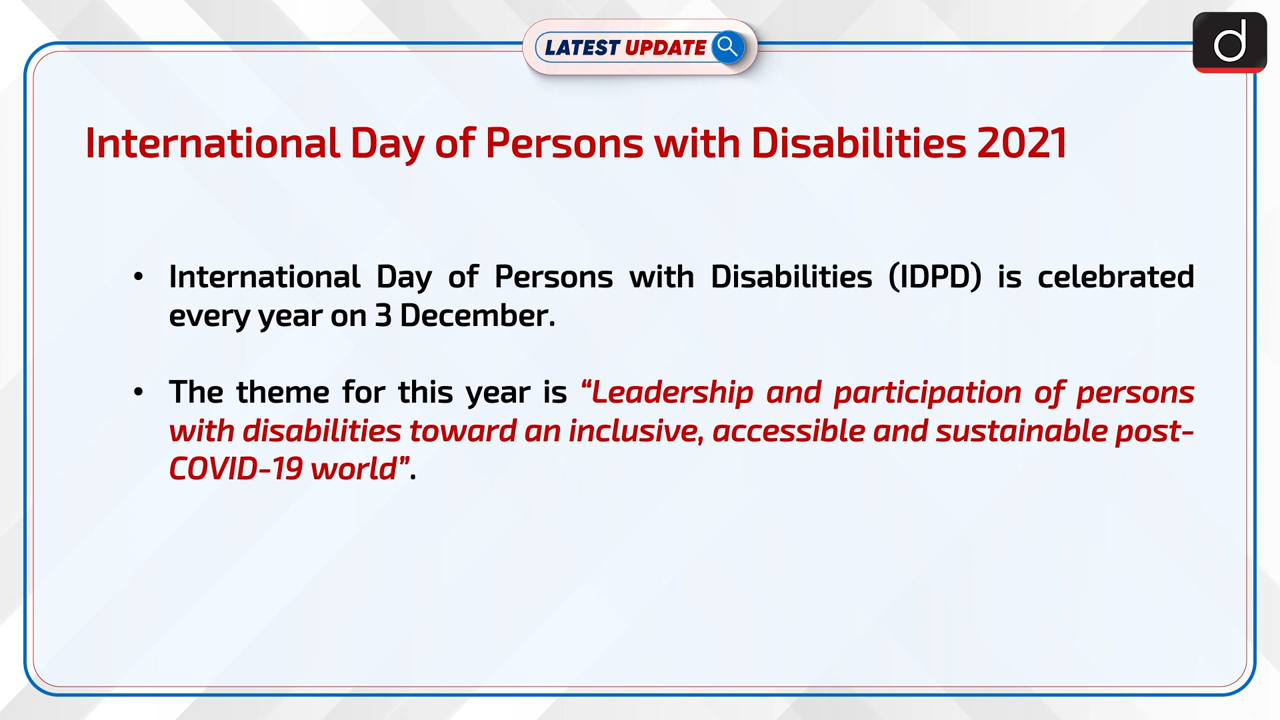 LATEST UPDATE
d
International Day of Persons with Disabilities 2021
• International Day of Persons with Disabilities (IDPD) is celebrated
every year on 3 December.
• The theme for this year is “Leadership and participation of persons
with disabilities toward an inclusive, accessible and sustainable post-
COVID-19 world”.